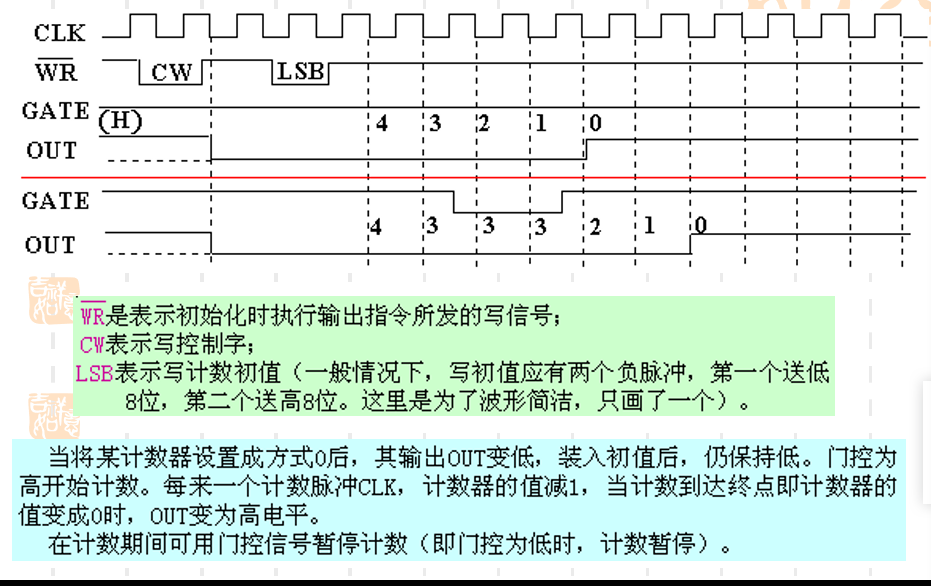 CLK
WR CW LSB
GATE
(H) 4 3 2 1 0
OUT
GATE
4 3 3 3 2 1 0
OUT
WR是表示初始化时执行输出指令所发的写信号;
CW表示写控制字;
LSB表示写计数初值（一般情况下，写初值应有两个负脉冲，第一个送低
8位，第二个送高8位。这里是为了波形简洁，只画了一个）。
当将某计数器设置成方式0后，其输出OUT变低，装入初值后，仍保持低。门控为
高开始计数。每来一个计数脉冲CLK，计数器的值减1，当计数到达终点即计数器的
值变成0时，OUT变为高电平。
在计数期间可用门控信号暂停计数（即门控为低时，计数暂停）。